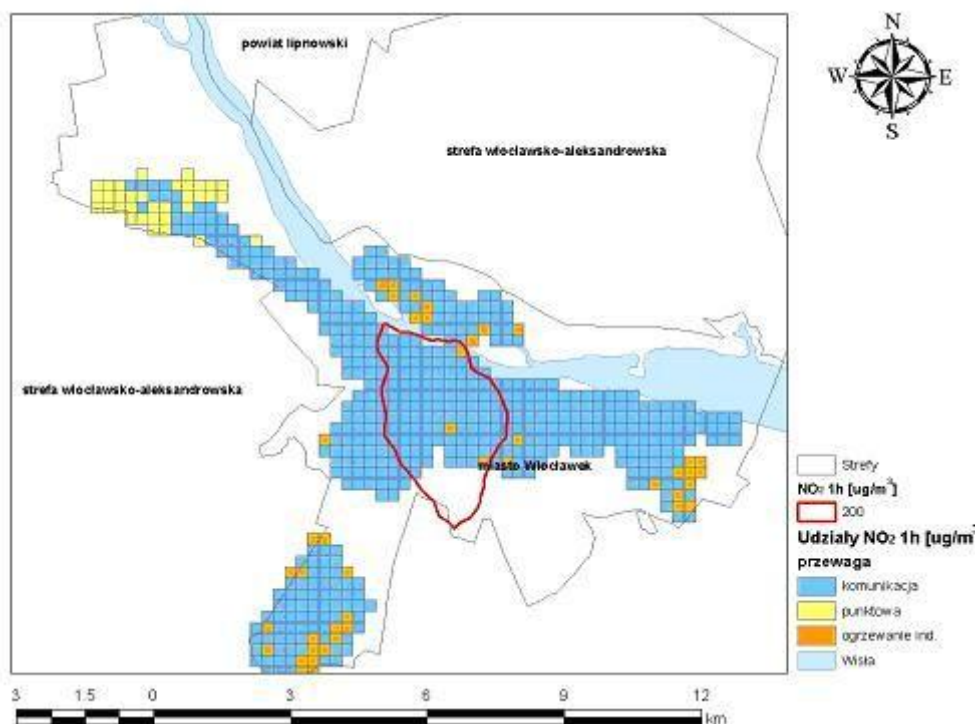 powiat lipnowski
N
W E
S
strefa włocławsko-aleksandrowska
strefa włocławsko-aleksandrowska
miasto Włocławek
Strefy
NO2 1h [ug/m3]
200
Udziały NO2 1h [ug/m3
przewaga
komunikacja
punktowa
ogrzewanie ind.
Wisła
3 1.5 0 3 6 9 12
km